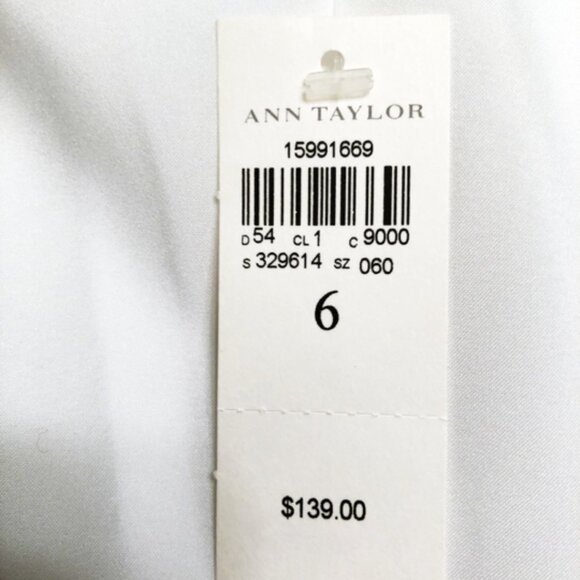 ANN TAYLOR
15991669
D 54 CL 1 C 9000
S 329614 SZ 060
6
$139.00